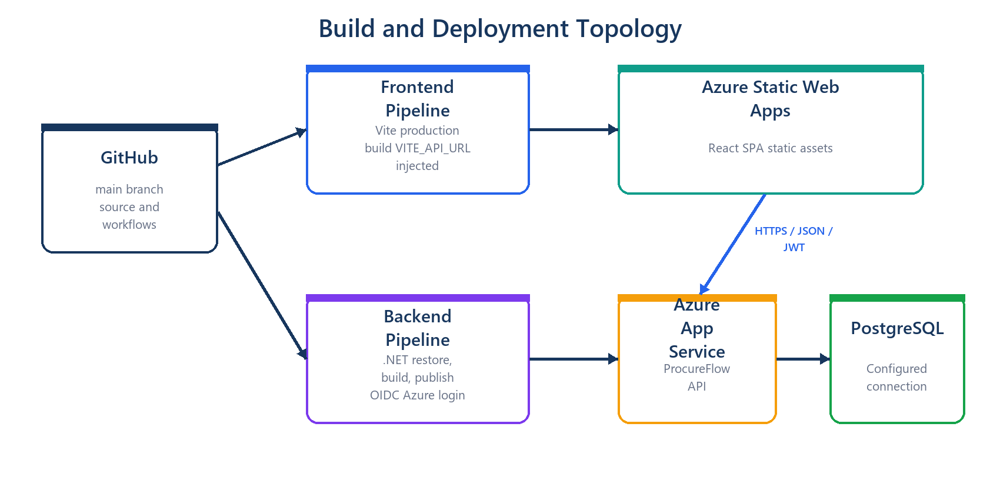 Build and Deployment Topology
GitHub
main branch
source and
workflows
Frontend
Pipeline
Vite production
build VITE_API_URL
injected
Azure Static Web
Apps
React SPA static assets
HTTPS / JSON /
JWT
Backend
Pipeline
.NET restore,
build, publish
OIDC Azure login
Azure
App
Service
ProcureFlow
API
PostgreSQL
Configured
connection